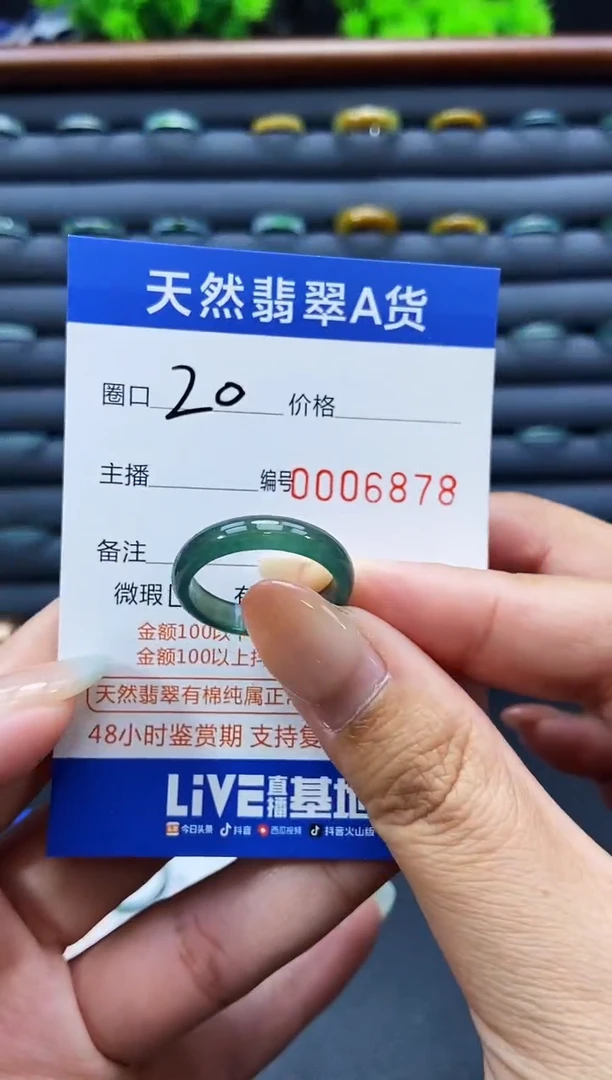 天然翡翠A货
圈口 20 价格
主播 编号0006878
备注
微瑕
金额100以
金额100以上抖
天然翡翠有棉纯属正
48小时鉴赏期 支持复
LiVE直播基地
今日头条 抖音 西瓜视频 抖音火山版